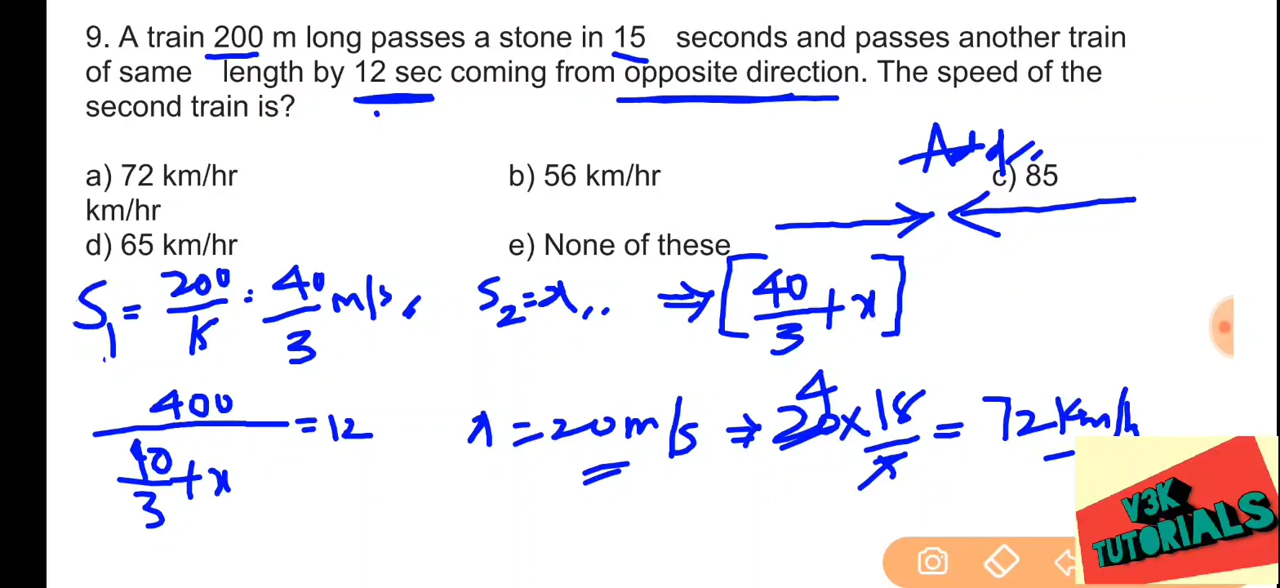 9. A train 200 m long passes a stone in 15 seconds and passes another train
of same length by 12 sec coming from opposite direction. The speed of the
second train is?
a) 72 km/hr b) 56 km/hr c) 85
km/hr
d) 65 km/hr e) None of these
S₁ = 200/15 = 40/3 m/s, S₂ = x.. ⇒ [40/3 + x]
400/(40/3 + x) = 12 x = 20 m/s ⇒ 20 4 × 18/5 = 72 Km/h
V3K
TUTORIALS